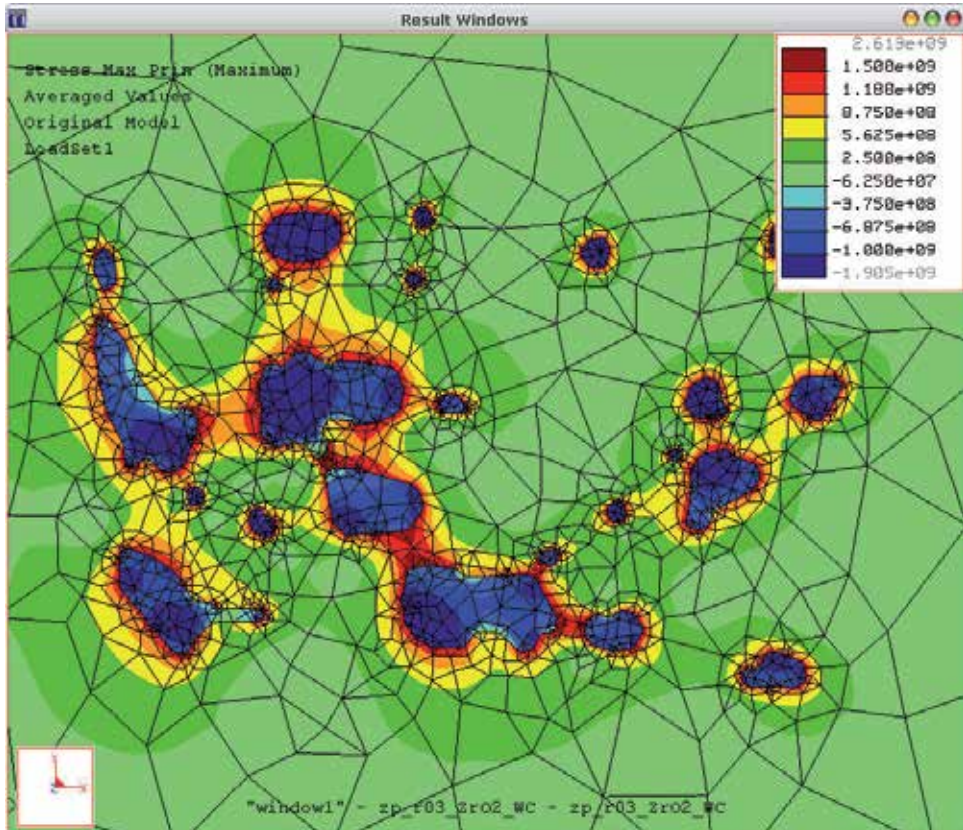 Result Windows
Stress Max Prin (Maximum)
Averaged Values
Original Model
LoadSet1
2.619e+09
1.500e+09
1.188e+09
8.750e+08
5.625e+08
2.500e+08
-6.250e+07
-3.750e+08
-6.875e+08
-1.000e+09
-1.905e+09
"window1" - zp_r03_ZrO2_WC - zp_r03_ZrO2_WC